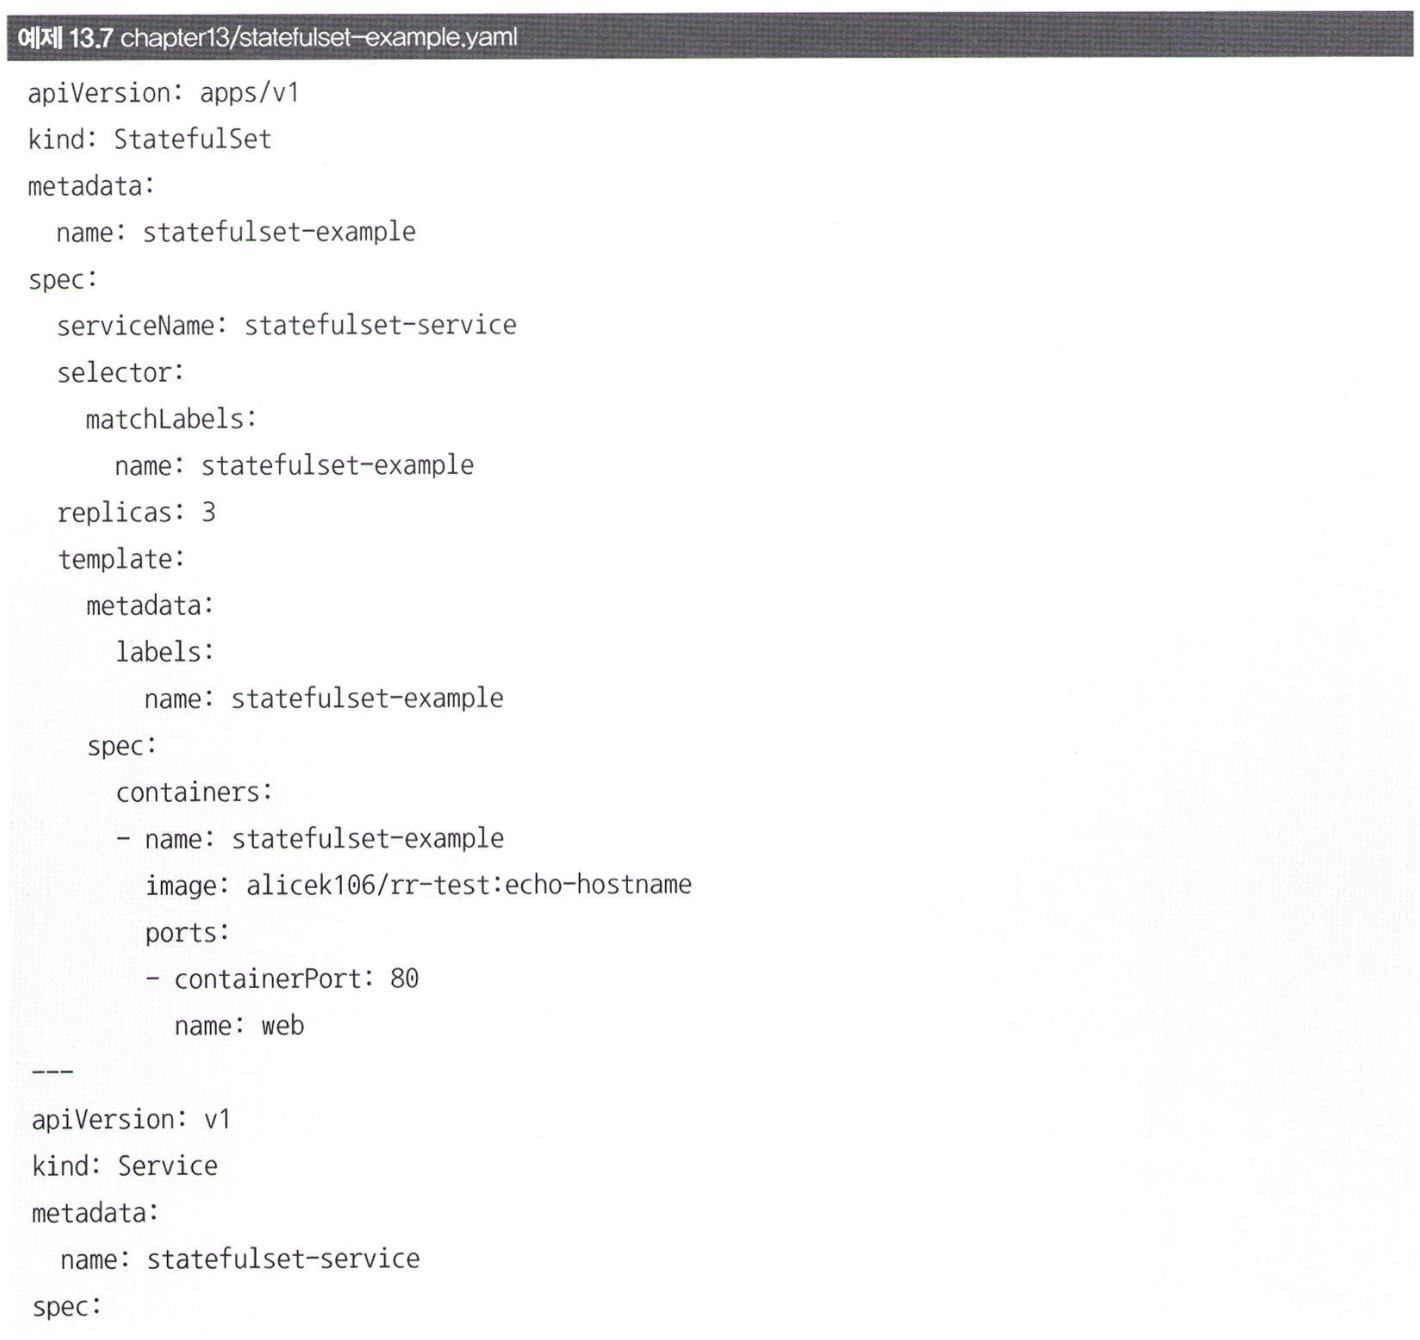 예제 13.7 chapter13/statefulset-example.yaml
apiVersion: apps/v1
kind: StatefulSet
metadata:
  name: statefulset-example
spec:
  serviceName: statefulset-service
  selector:
    matchLabels:
      name: statefulset-example
  replicas: 3
  template:
    metadata:
      labels:
        name: statefulset-example
    spec:
      containers:
      - name: statefulset-example
        image: alicek106/rr-test:echo-hostname
        ports:
        - containerPort: 80
          name: web
---
apiVersion: v1
kind: Service
metadata:
  name: statefulset-service
spec: